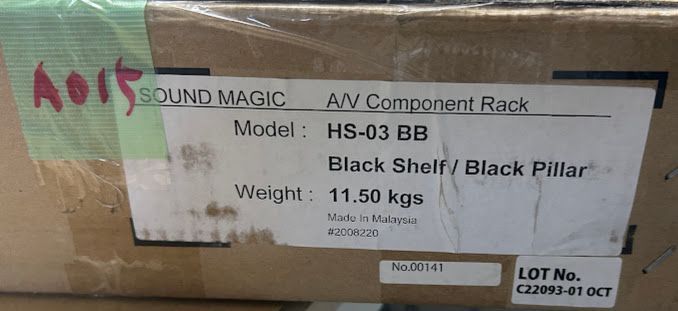 A015
SOUND MAGIC A/V Component Rack
Model : HS-03 BB
Black Shelf / Black Pillar
Weight : 11.50 kgs
Made In Malaysia
#2008220
No.00141
LOT No.
C22093-01 OCT